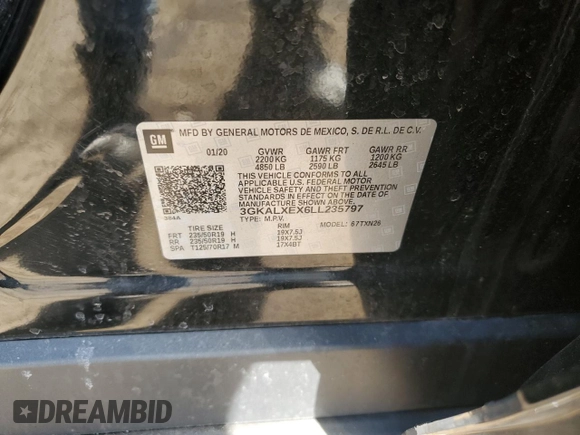 GM
MFD BY GENERAL MOTORS DE MEXICO, S. DE R.L. DE C.V.
01/20 GVWR GAWR FRT GAWR RR
2200 KG 1175 KG 1200 KG
4850 LB 2590 LB 2645 LB
THIS VEHICLE CONFORMS TO ALL
APPLICABLE U.S. FEDERAL MOTOR
VEHICLE SAFETY, BUMPER, AND THEFT PREVENTION
STANDARDS IN EFFECT ON THE DATE OF
MANUFACTURE SHOWN ABOVE.
3GKALXEX6LL235797
TYPE: M.P.V. MODEL: 67TXN26
TIRE SIZE RIM
FRT 235/50R19 H 19X7.5J
RR 235/50R19 H 19X7.5J
SPA T125/70R17 M 17X4BT
DREAMBID